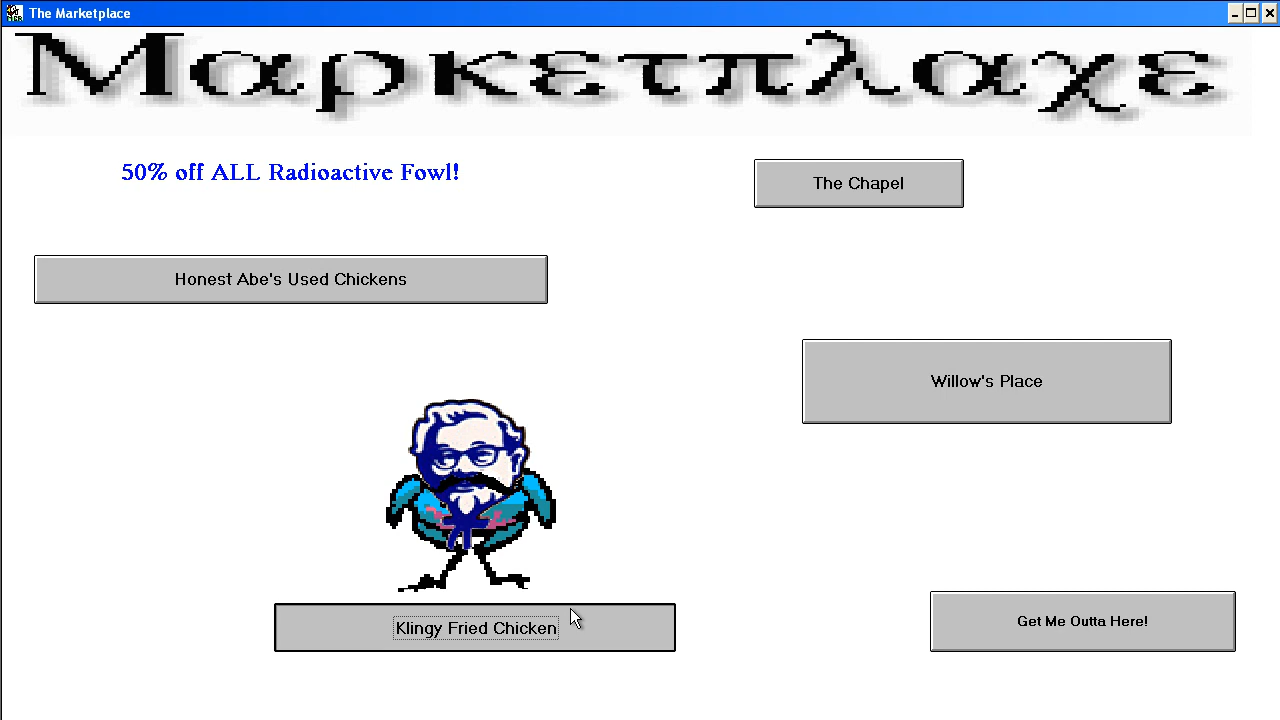 The Marketplace
Μαρκετπλαχε
50% off ALL Radioactive Fowl!
The Chapel
Honest Abe's Used Chickens
Willow's Place
Klingy Fried Chicken
Get Me Outta Here!